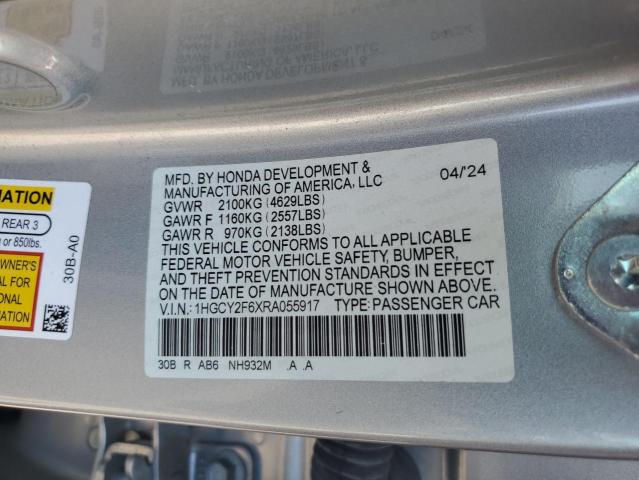 MFD. BY HONDA DEVELOPMENT &
MANUFACTURING OF AMERICA, LLC
04/'24
GVWR 2100KG (4629LBS)
GAWR F 1160KG (2557LBS)
GAWR R 970KG (2138LBS)
THIS VEHICLE CONFORMS TO ALL APPLICABLE
FEDERAL MOTOR VEHICLE SAFETY, BUMPER,
AND THEFT PREVENTION STANDARDS IN EFFECT
ON THE DATE OF MANUFACTURE SHOWN ABOVE.
V.I.N.: 1HGCY2F6XRA055917 TYPE: PASSENGER CAR
30B R AB6 NH932M .A .A
REAR 3
or 850lbs.
30B-A0